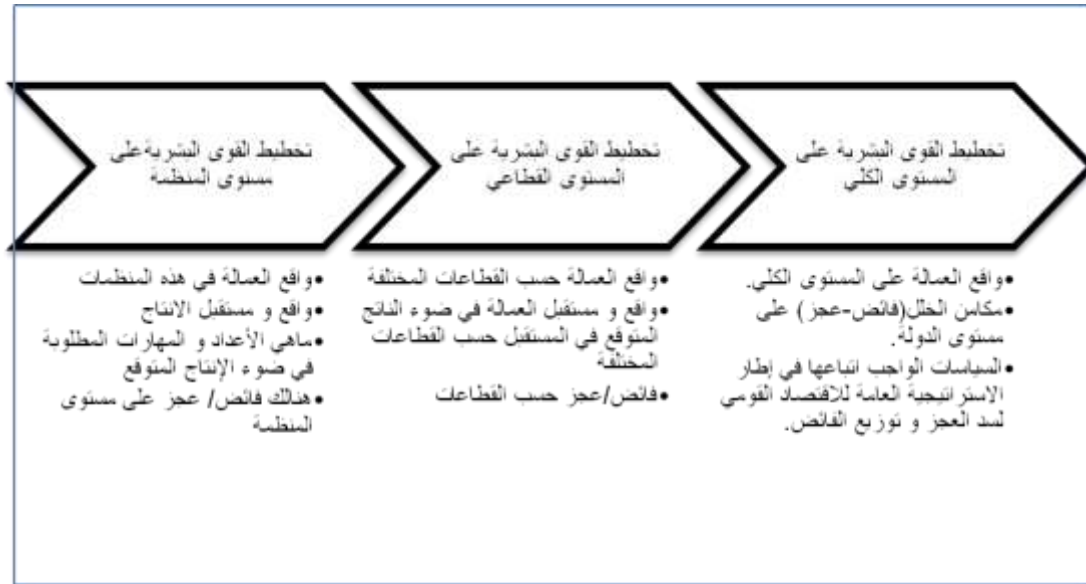 تخطيط القوى البشرية على
مستوى المنظمة
•واقع العمالة في هذه المنظمات
•واقع و مستقبل الانتاج
•ماهي الأعداد و المهارات المطلوبة
في ضوء الإنتاج المتوقع
•هنالك فائض/ عجز على مستوى
المنظمة
تخطيط القوى البشرية على
المستوى القطاعي
•واقع العمالة حسب القطاعات المختلفة
•واقع و مستقبل العمالة في ضوء الناتج
المتوقع في المستقبل حسب القطاعات
المختلفة
•فائض/عجز حسب القطاعات
تخطيط القوى البشرية على
المستوى الكلي
•واقع العمالة على المستوى الكلي.
•مكامن الخلل(فائض-عجز) على
مستوى الدولة.
•السياسات الواجب اتباعها في إطار
الاستراتيجية العامة للاقتصاد القومي
لسد العجز و توزيع الفائض.